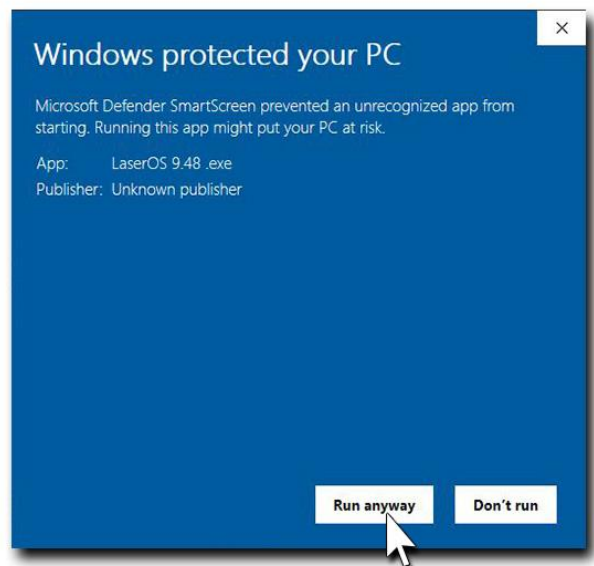 Windows protected your PC
Microsoft Defender SmartScreen prevented an unrecognized app from
starting. Running this app might put your PC at risk.
App: LaserOS 9.48 .exe
Publisher: Unknown publisher
Run anyway Don't run